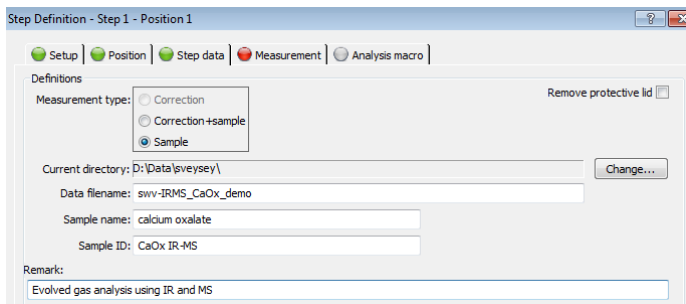 Step Definition - Step 1 - Position 1
Setup Position Step data Measurement Analysis macro
Definitions
Measurement type: Correction Remove protective lid
Correction+sample
Sample
Current directory: D:\Data\sveysey\ Change...
Data filename: swv-IRMS_CaOx_demo
Sample name: calcium oxalate
Sample ID: CaOx IR-MS
Remark:
Evolved gas analysis using IR and MS